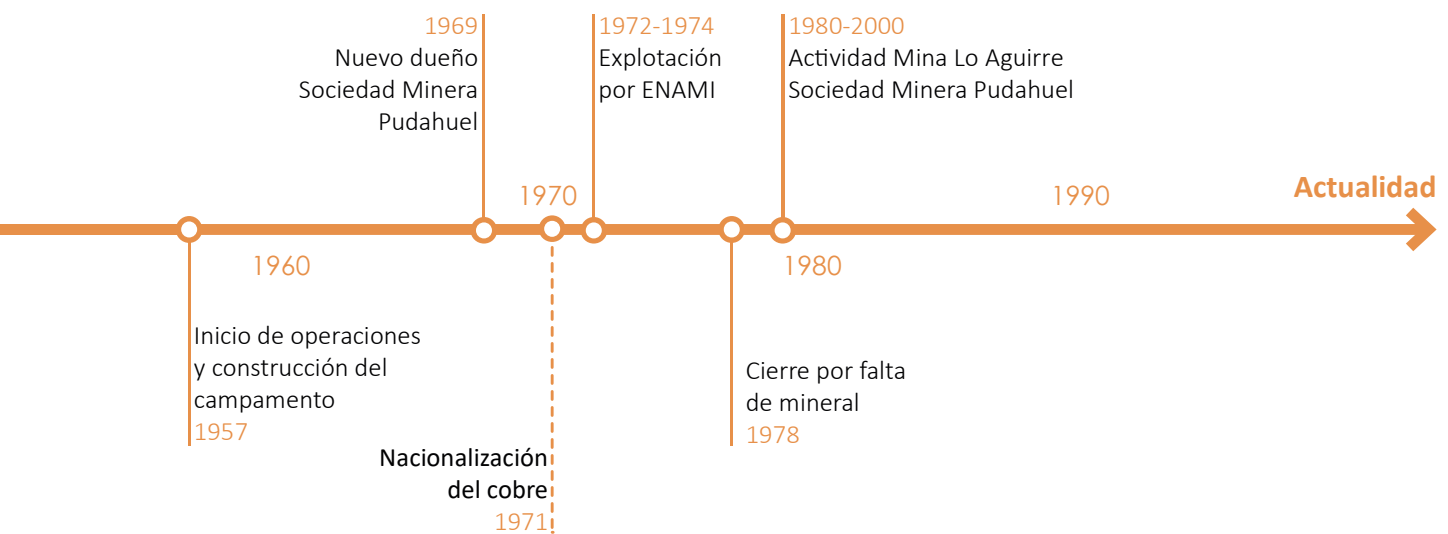 1969
Nuevo dueño
Sociedad Minera
Pudahuel
1972-1974
Explotación
por ENAMI
1980-2000
Actividad Mina Lo Aguirre
Sociedad Minera Pudahuel
1970
1990
Actualidad
1960
1980
Inicio de operaciones
y construcción del
campamento
1957
Nacionalización
del cobre
1971
Cierre por falta
de mineral
1978